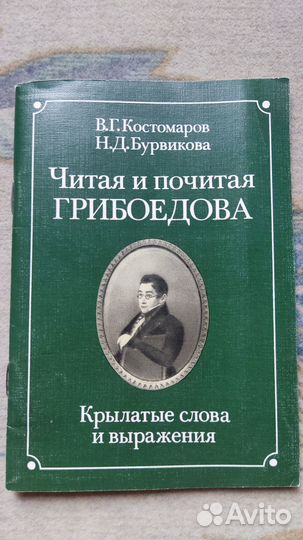 В.Г.Костомаров
Н.Д.Бурвикова
Читая и почитая
ГРИБОЕДОВА
Крылатые слова
и выражения
Avito